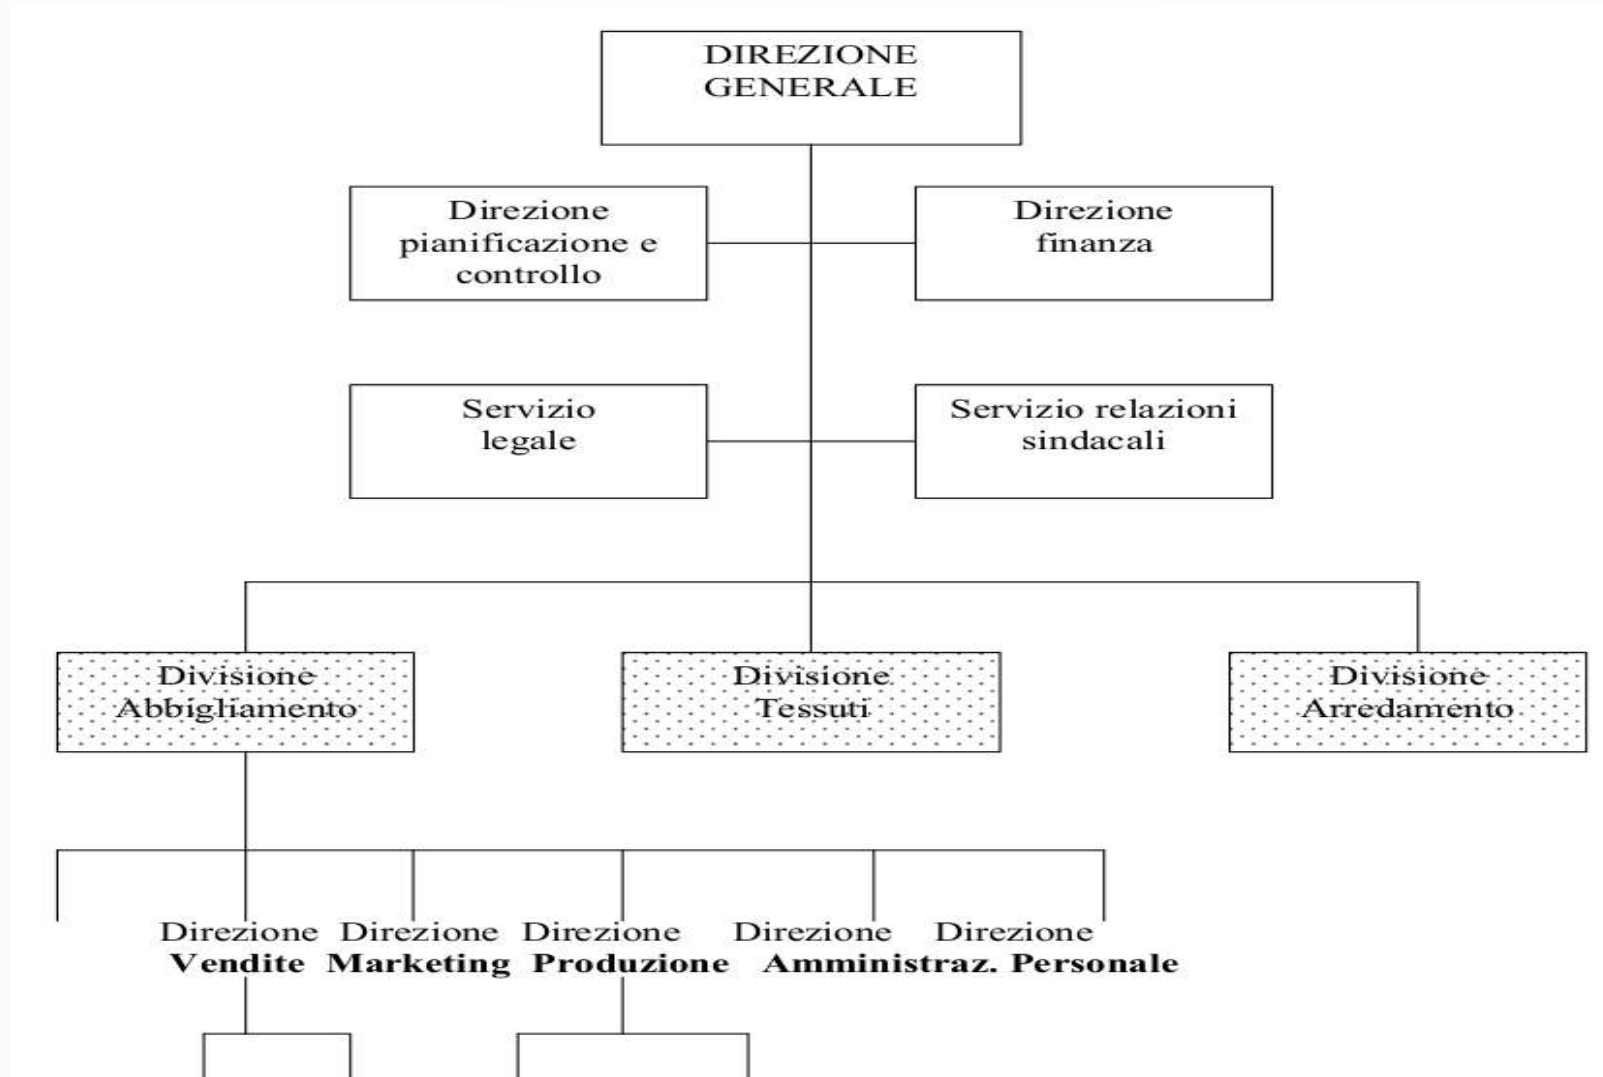 DIREZIONE
GENERALE
Direzione
pianificazione e
controllo
Direzione
finanza
Servizio
legale
Servizio relazioni
sindacali
Divisione
Abbigliamento
Divisione
Tessuti
Divisione
Arredamento
Direzione Direzione Direzione Direzione Direzione
Vendite Marketing Produzione Amministraz. Personale